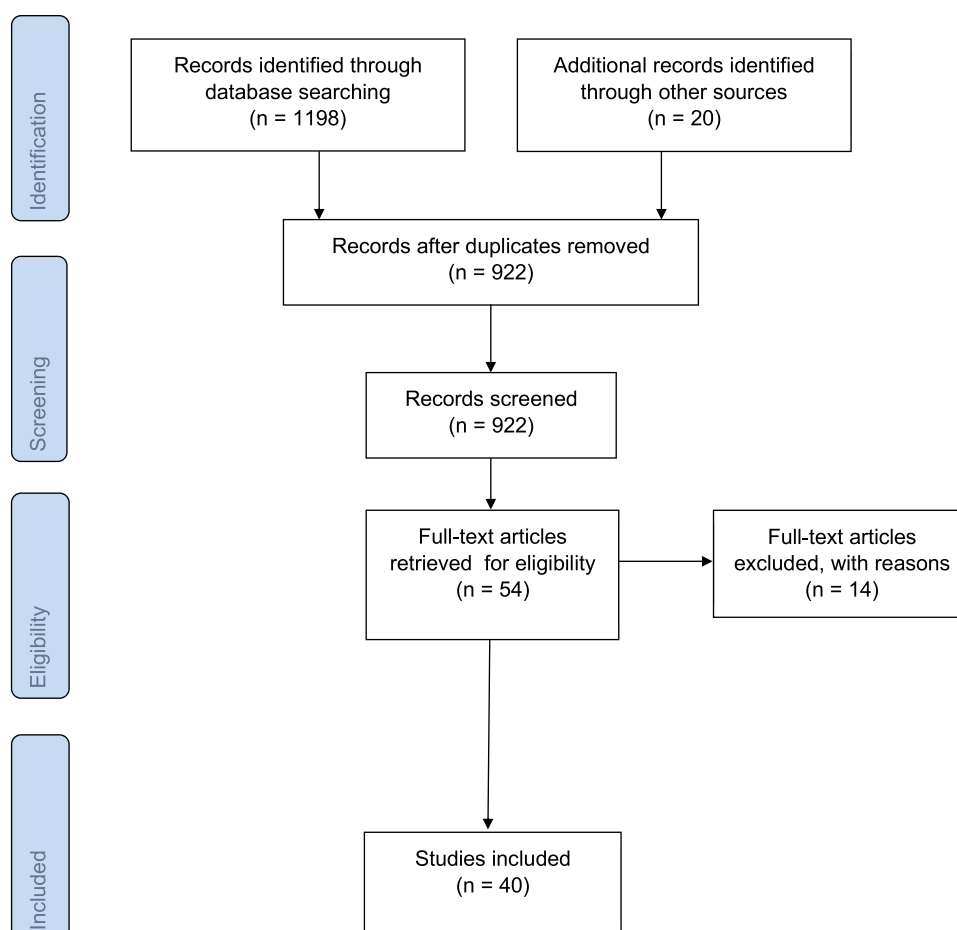 Identification
Records identified through
database searching
(n = 1198)
Additional records identified
through other sources
(n = 20)
Records after duplicates removed
(n = 922)
Screening
Records screened
(n = 922)
Eligibility
Full-text articles
retrieved for eligibility
(n = 54)
Full-text articles
excluded, with reasons
(n = 14)
Included
Studies included
(n = 40)